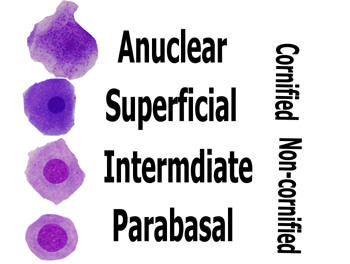 Anuclear
Superficial
Intermdiate
Parabasal
Cornified
Non-cornified